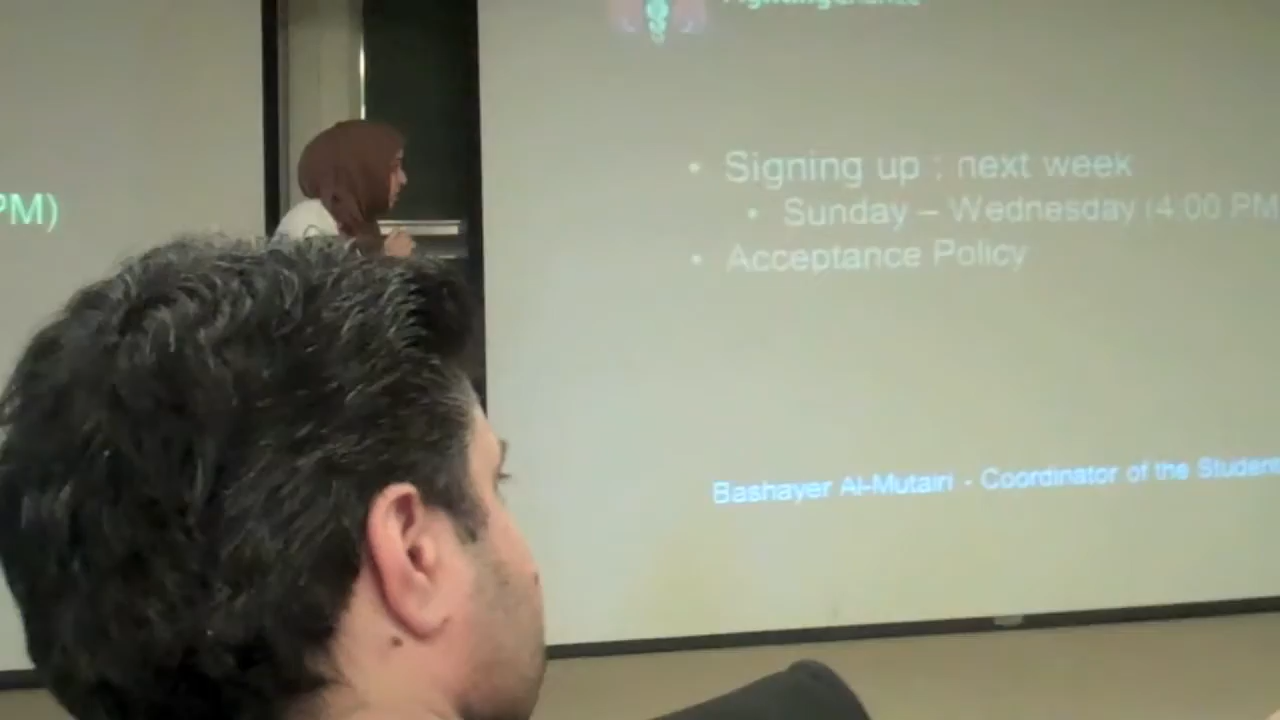 PM)
• Signing up : next week
• Sunday – Wednesday (4:00 PM
• Acceptance Policy
Bashayer Al-Mutairi - Coordinator of the Student